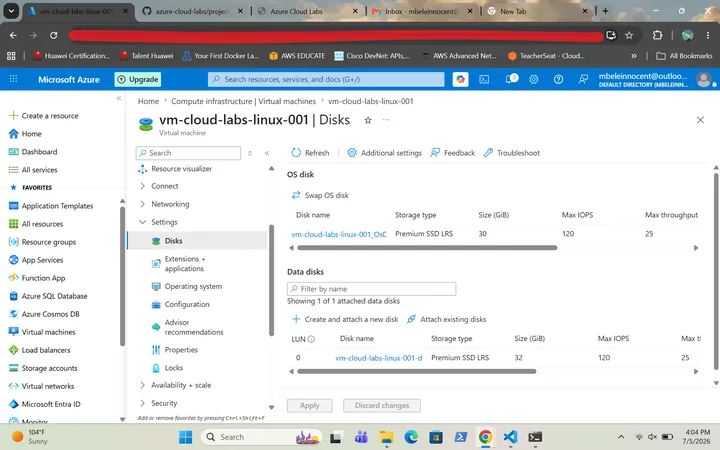 vm-cloud-labs-linux-001
azure-cloud-labs/projec
Azure Cloud Labs
Inbox - mbeleinnocent@
New Tab
Huawei Certification...
Talent Huawei
Your First Docker La...
AWS EDUCATE
Cisco DevNet: APIs,...
AWS Advanced Net...
TeacherSeat - Cloud...
All Bookmarks
Microsoft Azure
Upgrade
Search resources, services, and docs (G+/)
1
mbeleinnocent@outloo...
DEFAULT DIRECTORY (MBELEINN...
Create a resource
Home
Dashboard
All services
FAVORITES
Application Templates
All resources
Resource groups
App Services
Function App
Azure SQL Database
Azure Cosmos DB
Virtual machines
Load balancers
Storage accounts
Virtual networks
Microsoft Entra ID
Monitor
Home > Compute infrastructure | Virtual machines > vm-cloud-labs-linux-001
vm-cloud-labs-linux-001 | Disks
Virtual machine
Search
Resource visualizer
Connect
Networking
Settings
Disks
Extensions +
applications
Operating system
Configuration
Advisor
recommendations
Properties
Locks
Availability + scale
Security
Add or remove favorites by pressing Ctrl+Shift+F
Refresh
Additional settings
Feedback
Troubleshoot
OS disk
Swap OS disk
Disk name Storage type Size (GiB) Max IOPS Max throughput
vm-cloud-labs-linux-001_OsD Premium SSD LRS 30 120 25
Data disks
Filter by name
Showing 1 of 1 attached data disks
Create and attach a new disk
Attach existing disks
LUN Disk name Storage type Size (GiB) Max IOPS Max tl
0 vm-cloud-labs-linux-001-d Premium SSD LRS 32 120 25
Apply
Discard changes
104°F
Sunny
Search
4:04 PM
7/5/2026